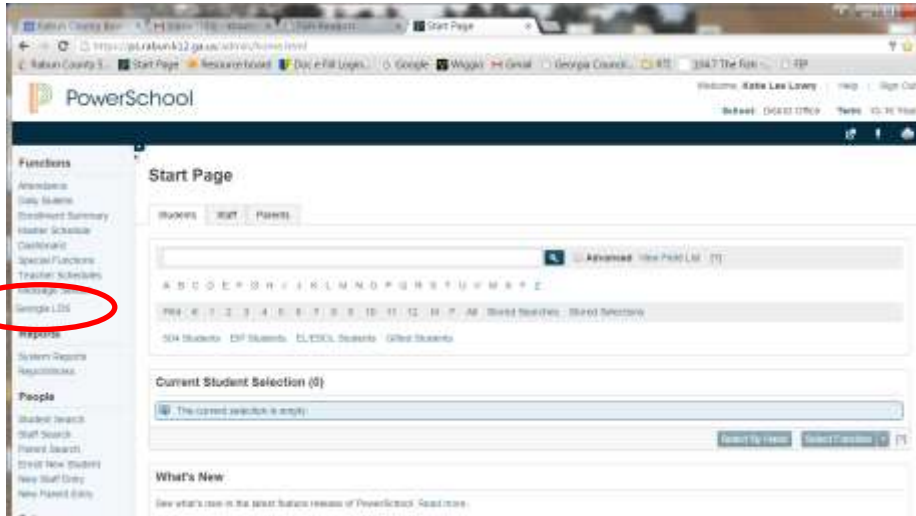 Start Page
Start Page
Resource board
Google
Gmail
Georgia Council...
PowerSchool
Welcome, Katie Lee Lowry
Help
Sign Out
School: District Office
Functions
Start Page
Attendance
Daily Bulletin
Enrollment Summary
Students
Staff
Parents
Master Schedule
Dashboard
Special Functions
Advanced
View Field List
[?]
Teacher Schedules
Georgia LDS
A B C D E F G H I J K L M N O P Q R S T U V W X Y Z
K 1 2 3 4 5 6 7 8 9 10 11 12 M F All Stored Searches Stored Selections
Reports
504 Students EIP Students EL/ESOL Students Gifted Students
System Reports
ReportWorks
Current Student Selection (0)
People
The current selection is empty.
Student Search
Staff Search
Parent Search
Select By Hand
Select Function
[?]
Enroll New Student
New Staff Entry
What's New
New Parent Entry
See what's new in the latest feature release of PowerSchool. Read more.